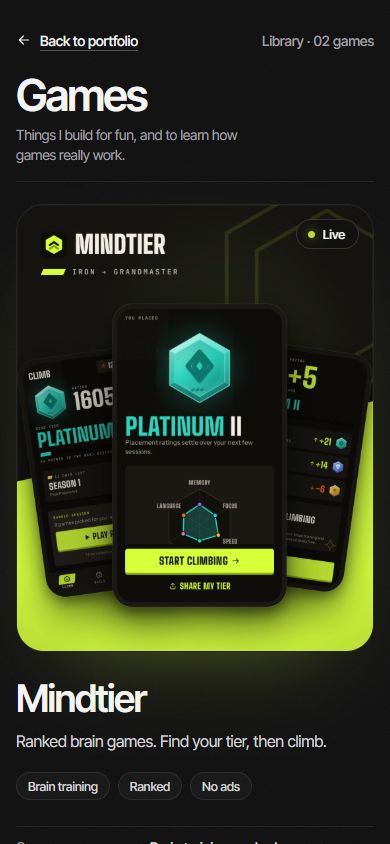 ← Back to portfolio
Library · 02 games
Games
Things I build for fun, and to learn how
games really work.
MINDTIER
IRON → GRANDMASTER
Live
YOU PLACED
PLATINUM II
Placement ratings settle over your next few
sessions.
MEMORY
LANGUAGE
FOCUS
SPEED
START CLIMBING →
SHARE MY TIER
CLIMB
RATING
1605
PLATINUM
SEASON 1
PLAY
+5
+21
+14
-6
Mindtier
Ranked brain games. Find your tier, then climb.
Brain training
Ranked
No ads